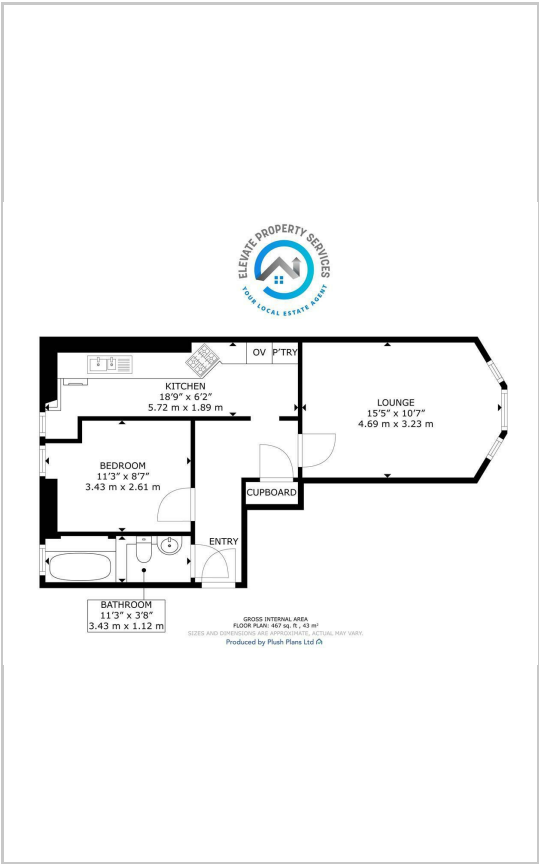 ELEVATE PROPERTY SERVICES
YOUR LOCAL ESTATE AGENT
OV
P'TRY
KITCHEN
18'9" x 6'2"
5.72 m x 1.89 m
LOUNGE
15'5" x 10'7"
4.69 m x 3.23 m
BEDROOM
11'3" x 8'7"
3.43 m x 2.61 m
CUPBOARD
ENTRY
BATHROOM
11'3" x 3'8"
3.43 m x 1.12 m
GROSS INTERNAL AREA
FLOOR PLAN: 467 sq. ft , 43 m²
SIZES AND DIMENSIONS ARE APPROXIMATE, ACTUAL MAY VARY.
Produced by Plush Plans Ltd